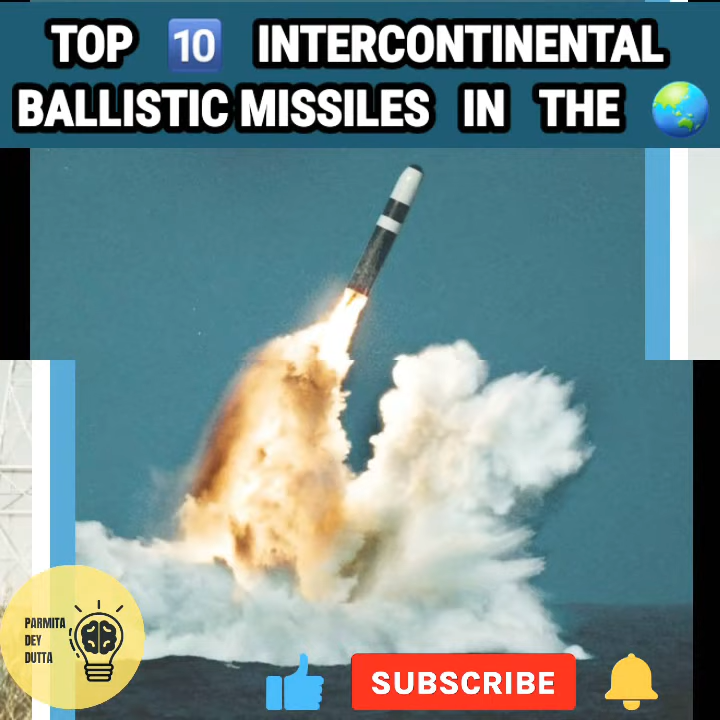 TOP 🔟 INTERCONTINENTAL
BALLISTIC MISSILES IN THE 🌏
PARMITA
DEY
DUTTA
SUBSCRIBE